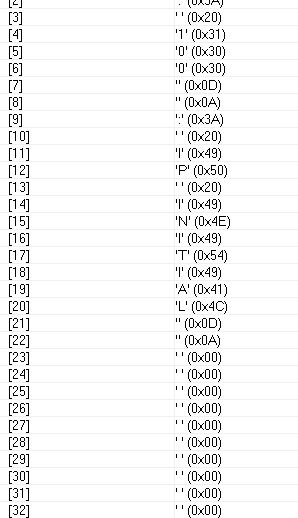 [2] ':' (0x3A)
[3] ' ' (0x20)
[4] '1' (0x31)
[5] '0' (0x30)
[6] '0' (0x30)
[7] '' (0x0D)
[8] '' (0x0A)
[9] ':' (0x3A)
[10] ' ' (0x20)
[11] 'I' (0x49)
[12] 'P' (0x50)
[13] ' ' (0x20)
[14] 'I' (0x49)
[15] 'N' (0x4E)
[16] 'I' (0x49)
[17] 'T' (0x54)
[18] 'I' (0x49)
[19] 'A' (0x41)
[20] 'L' (0x4C)
[21] '' (0x0D)
[22] '' (0x0A)
[23] ' ' (0x00)
[24] ' ' (0x00)
[25] ' ' (0x00)
[26] ' ' (0x00)
[27] ' ' (0x00)
[28] ' ' (0x00)
[29] ' ' (0x00)
[30] ' ' (0x00)
[31] ' ' (0x00)
[32] ' ' (0x00)